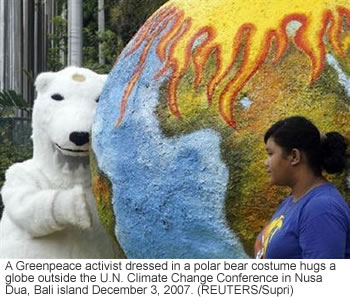 A Greenpeace activist dressed in a polar bear costume hugs a
globe outside the U.N. Climate Change Conference in Nusa
Dua, Bali island December 3, 2007. (REUTERS/Supri)